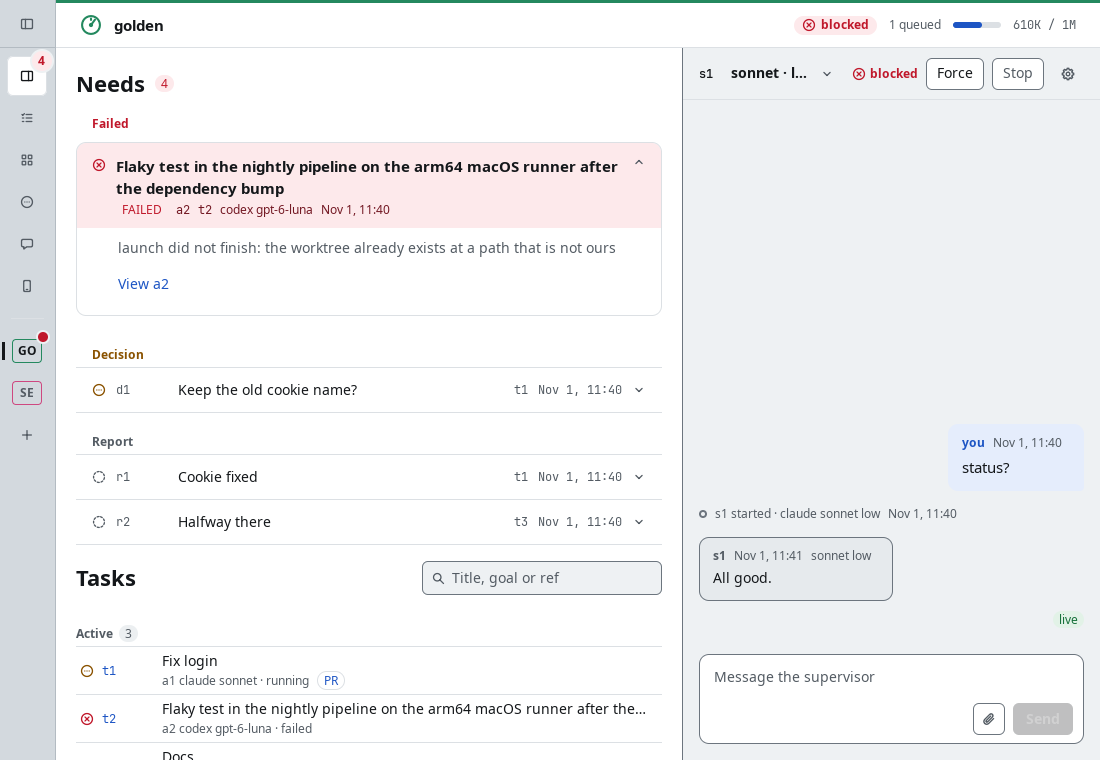 golden
blocked
1 queued
610K / 1M
4
GO
SE
Needs 4
Failed
Flaky test in the nightly pipeline on the arm64 macOS runner after
the dependency bump
FAILED a2 t2 codex gpt-6-luna Nov 1, 11:40
launch did not finish: the worktree already exists at a path that is not ours
View a2
Decision
d1 Keep the old cookie name? t1 Nov 1, 11:40
Report
r1 Cookie fixed t1 Nov 1, 11:40
r2 Halfway there t3 Nov 1, 11:40
Tasks
Title, goal or ref
Active 3
t1 Fix login
a1 claude sonnet · running PR
t2 Flaky test in the nightly pipeline on the arm64 macOS runner after the…
a2 codex gpt-6-luna · failed
Docs
s1 sonnet · l… blocked Force Stop
you Nov 1, 11:40
status?
s1 started · claude sonnet low Nov 1, 11:40
s1 Nov 1, 11:41 sonnet low
All good.
live
Message the supervisor
Send